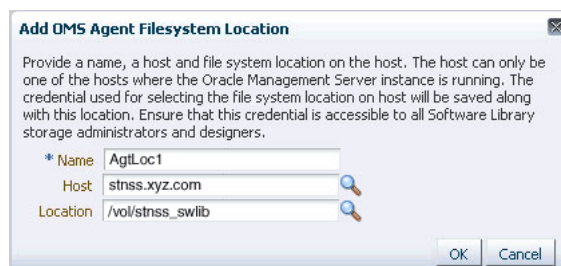 Add OMS Agent Filesystem Location
Provide a name, a host and file system location on the host. The host can only be
one of the hosts where the Oracle Management Server instance is running. The
credential used for selecting the file system location on host will be saved along
with this location. Ensure that this credential is accessible to all Software Library
storage administrators and designers.
* Name AgtLoc1
Host stnss.xyz.com
Location /vol/stnss_swlib
OK Cancel